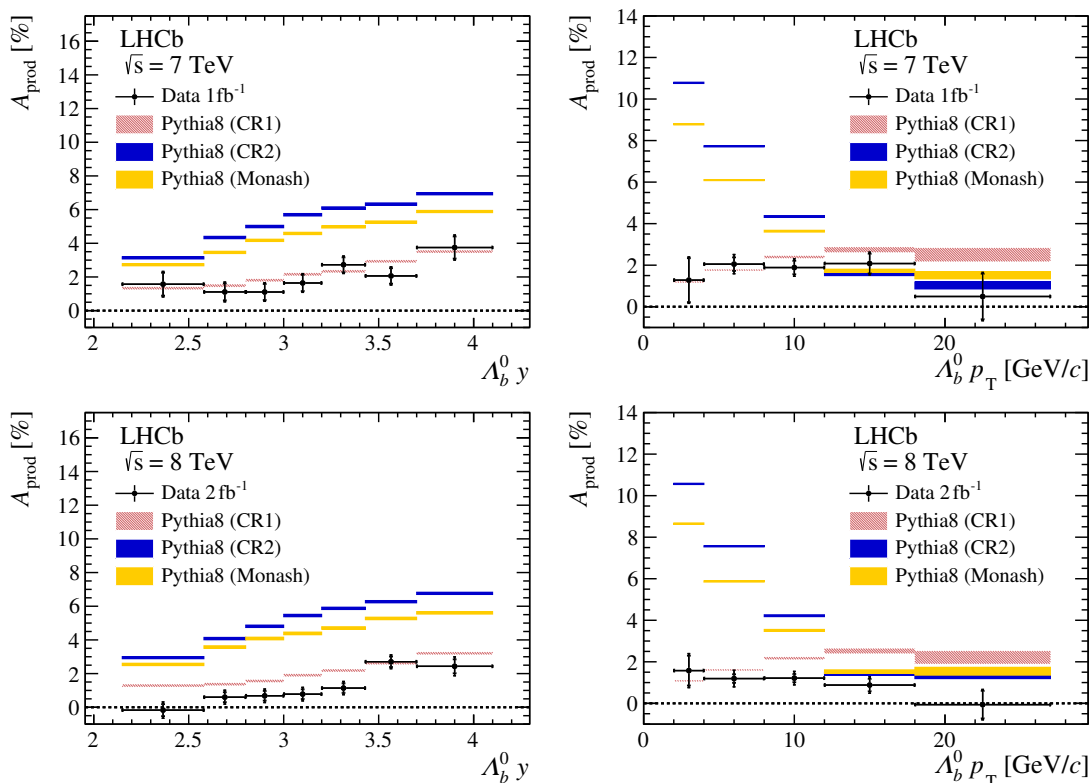 A_prod [%]
16
14
12
10
8
6
4
2
0
LHCb
√s = 7 TeV
Data 1fb⁻¹
Pythia8 (CR1)
Pythia8 (CR2)
Pythia8 (Monash)
2 2.5 3 3.5 4
Λ_b^0 y
A_prod [%]
14
12
10
8
6
4
2
0
LHCb
√s = 7 TeV
Data 1fb⁻¹
Pythia8 (CR1)
Pythia8 (CR2)
Pythia8 (Monash)
0 10 20
Λ_b^0 p_T [GeV/c]
A_prod [%]
16
14
12
10
8
6
4
2
0
LHCb
√s = 8 TeV
Data 2fb⁻¹
Pythia8 (CR1)
Pythia8 (CR2)
Pythia8 (Monash)
2 2.5 3 3.5 4
Λ_b^0 y
A_prod [%]
14
12
10
8
6
4
2
0
LHCb
√s = 8 TeV
Data 2fb⁻¹
Pythia8 (CR1)
Pythia8 (CR2)
Pythia8 (Monash)
0 10 20
Λ_b^0 p_T [GeV/c]